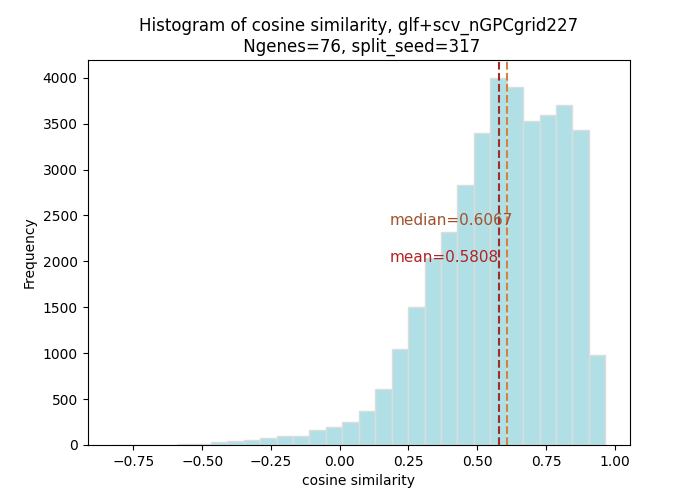 Histogram of cosine similarity, glf+scv_nGPCgrid227
Ngenes=76, split_seed=317
4000
3500
3000
2500
2000
1500
1000
500
0
Frequency
median=0.6067
mean=0.5808
−0.75 −0.50 −0.25 0.00 0.25 0.50 0.75 1.00
cosine similarity